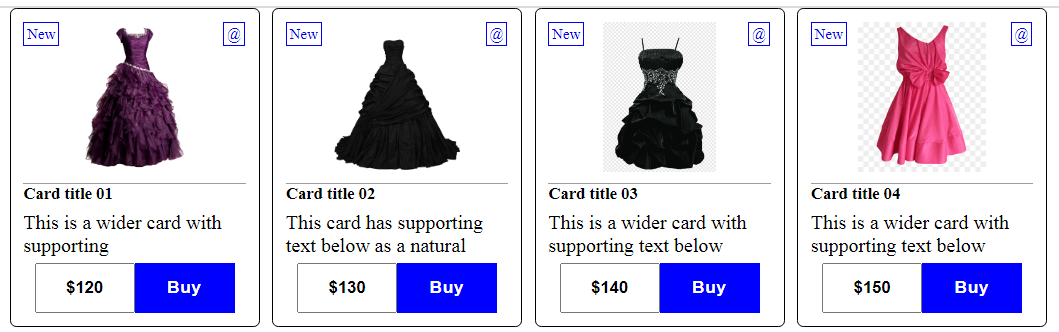 New @
Card title 01
This is a wider card with
supporting
$120 Buy
New @
Card title 02
This card has supporting
text below as a natural
$130 Buy
New @
Card title 03
This is a wider card with
supporting text below
$140 Buy
New @
Card title 04
This is a wider card with
supporting text below
$150 Buy